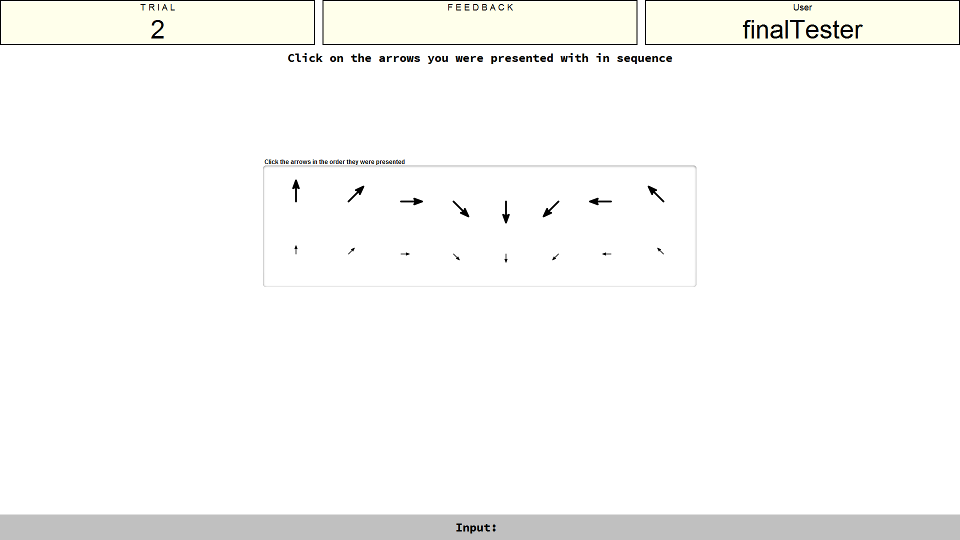 TRIAL
2
FEEDBACK
User
finalTester
Click on the arrows you were presented with in sequence
Click the arrows in the order they were presented
Input: